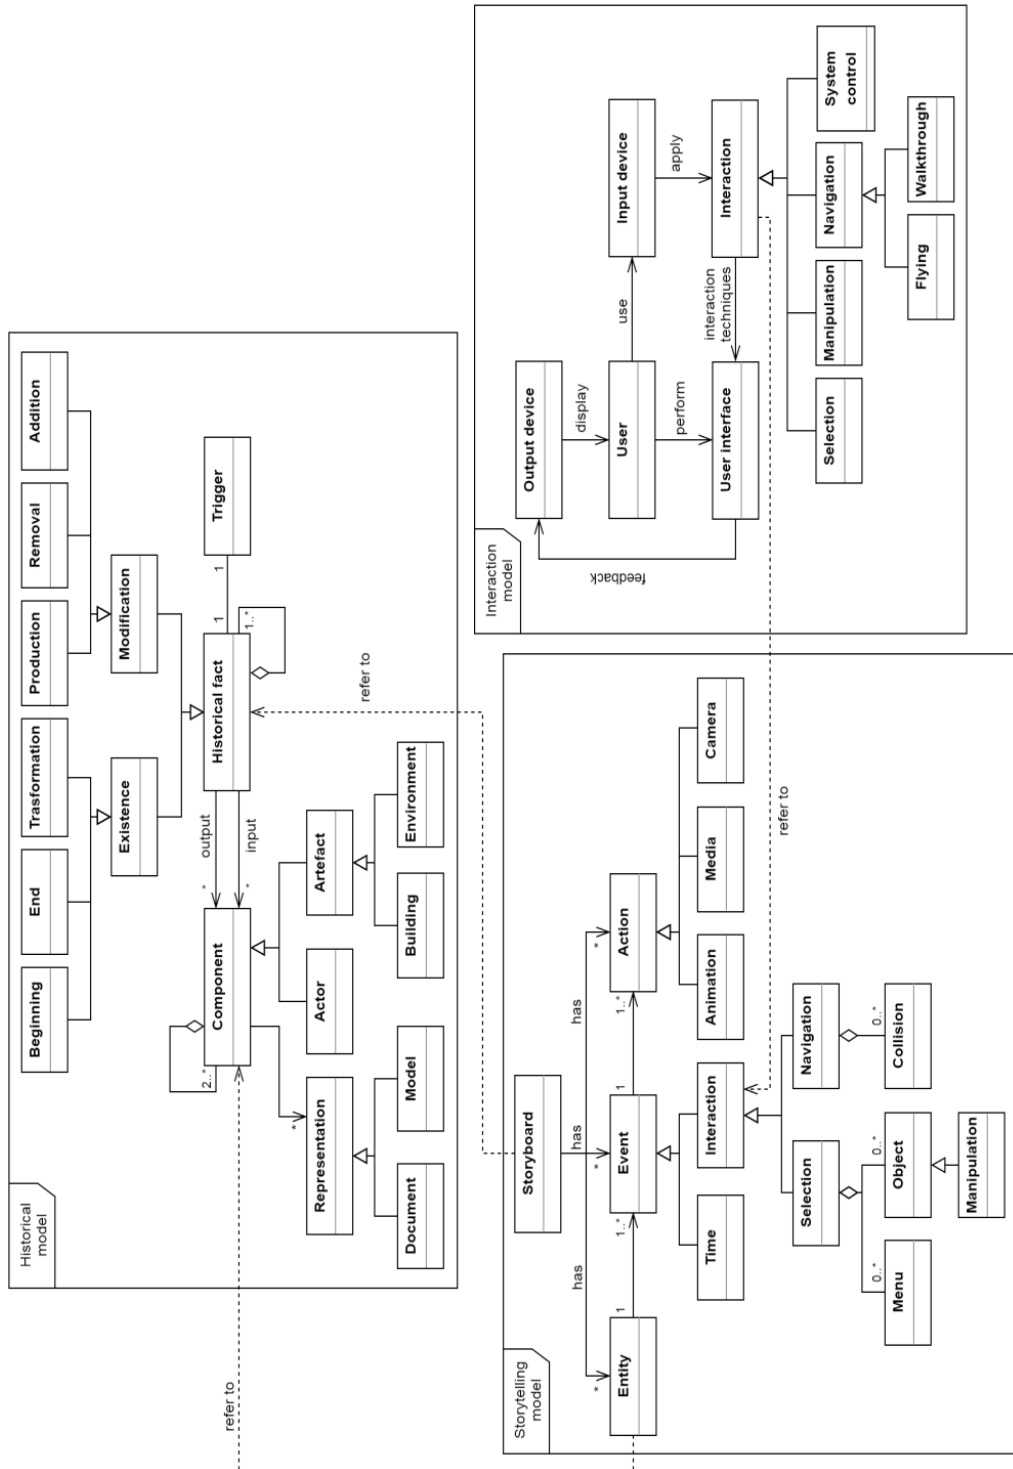 Historical
model
Beginning
End
Trasformation
Production
Removal
Addition
Existence
Modification
Component
2..*
output
*
input
*
Historical fact
1
1
1..*
Trigger
Representation
*
Actor
Artefact
Document
Model
Building
Environment
refer to
refer to
Storytelling
model
Storyboard
has
has
has
*
*
*
Entity
1
1..*
Event
1
1..*
Action
Time
Interaction
Animation
Media
Camera
Selection
Navigation
0..*
0..*
0..*
Menu
Object
Collision
Manipulation
refer to
Interaction
model
Output device
display
User
use
Input device
perform
apply
feedback
User interface
interaction
techniques
Interaction
Selection
Manipulation
Navigation
System
control
Flying
Walkthrough